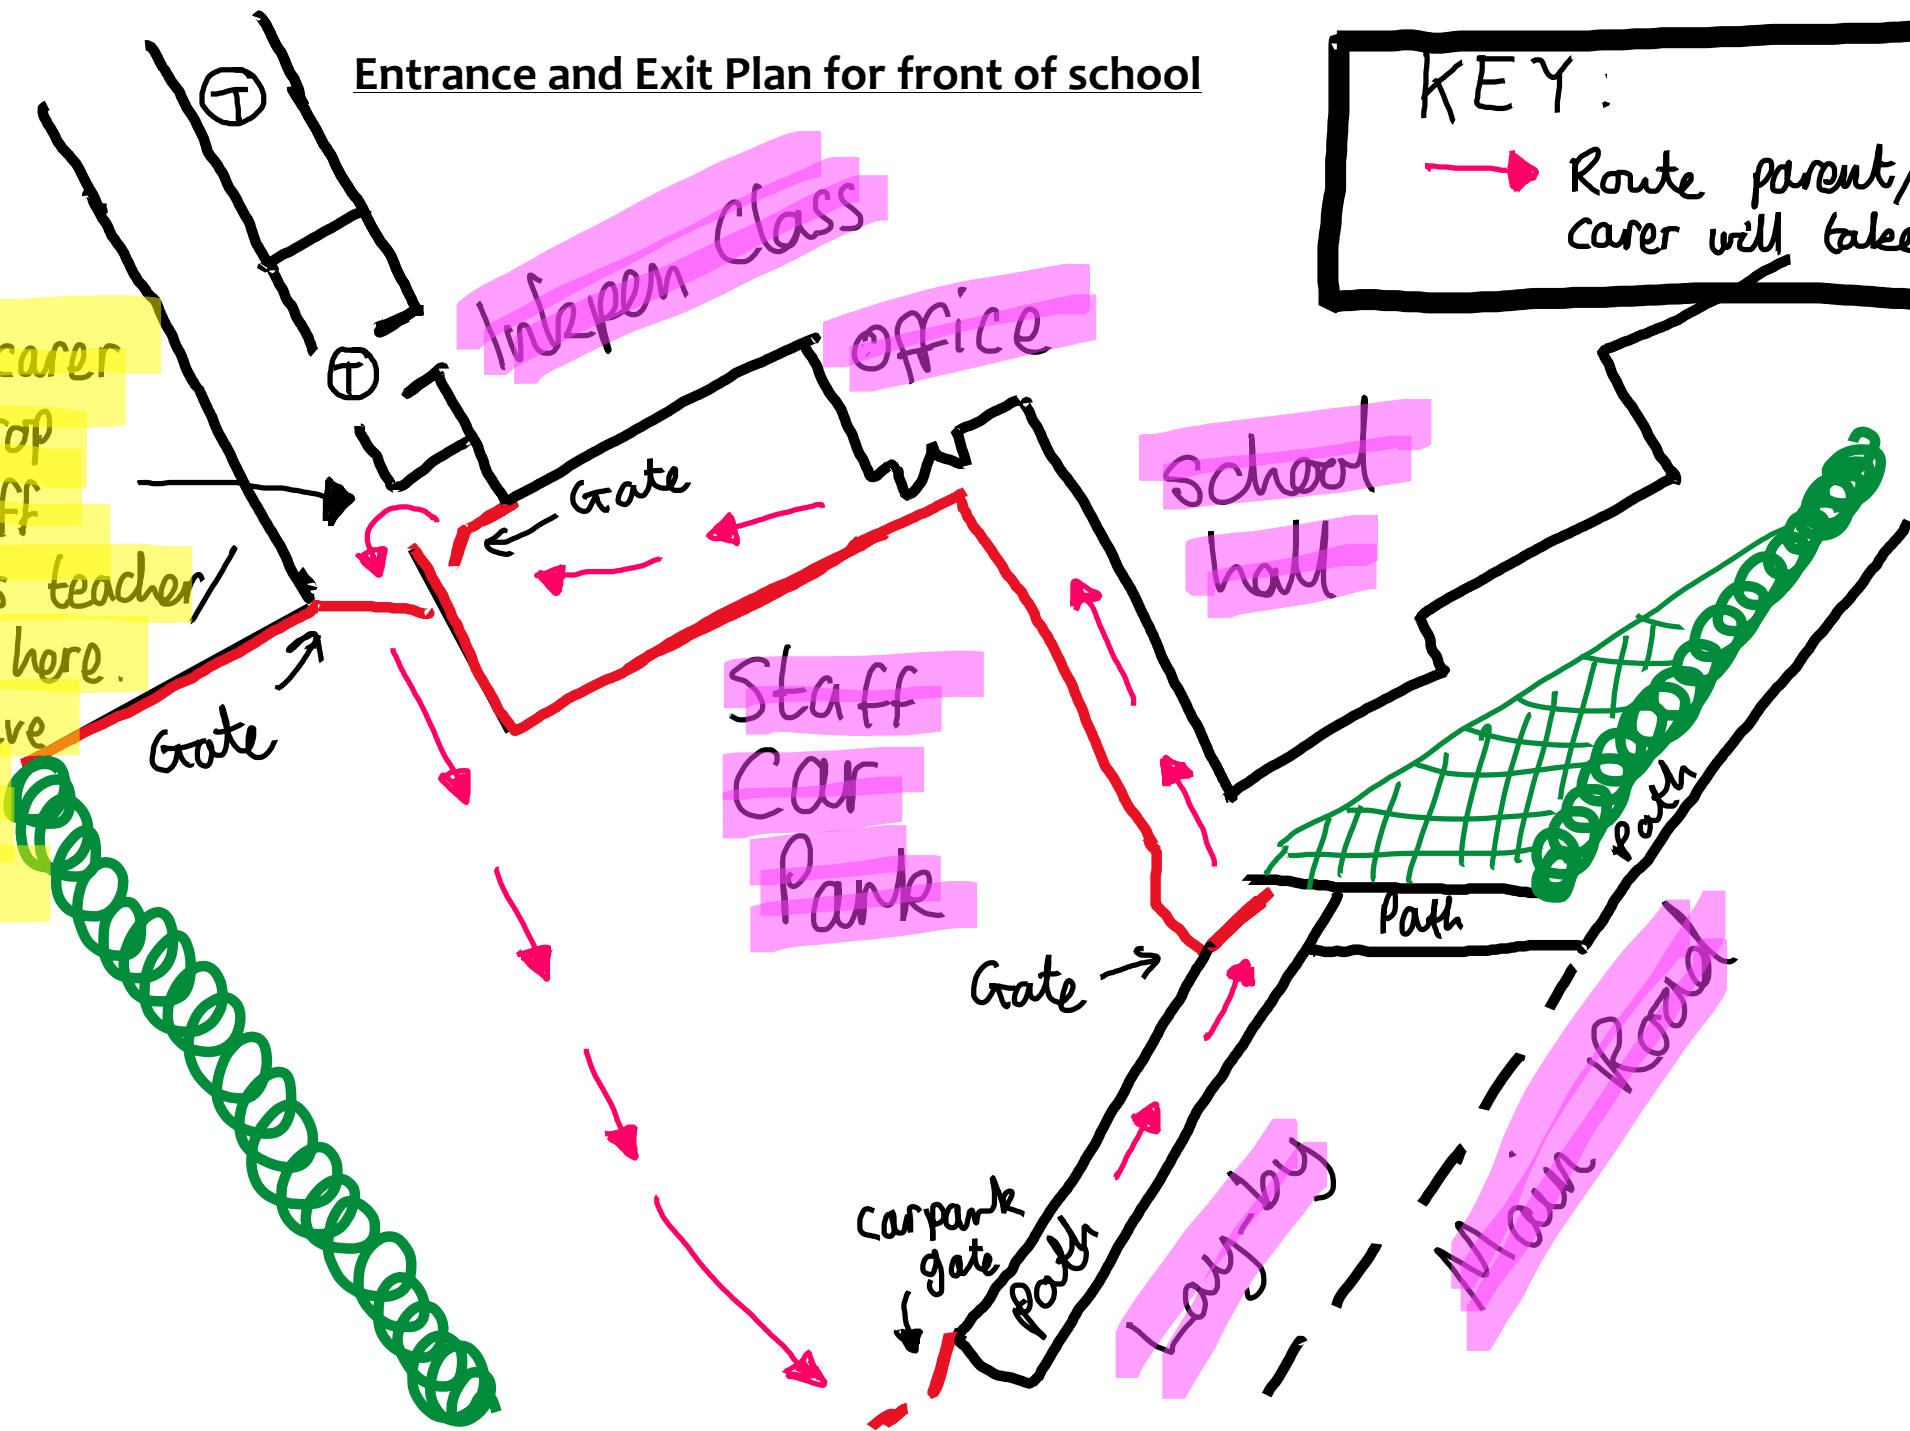 Entrance and Exit Plan for front of school
KEY:
Route parent/
carer will take
T
T
Inkpen Class
office
school
hall
carer
teacher/
here.
Gate
Gate
Staff
Car
Park
Gate
Path
Path
Main Road
Lay-by
carpark
gate
Path